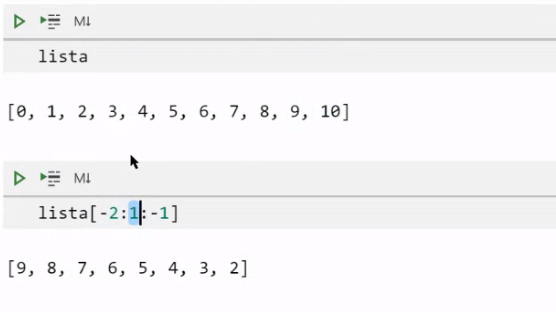 M↓
lista
[0, 1, 2, 3, 4, 5, 6, 7, 8, 9, 10]
M↓
lista[-2:1:-1]
[9, 8, 7, 6, 5, 4, 3, 2]